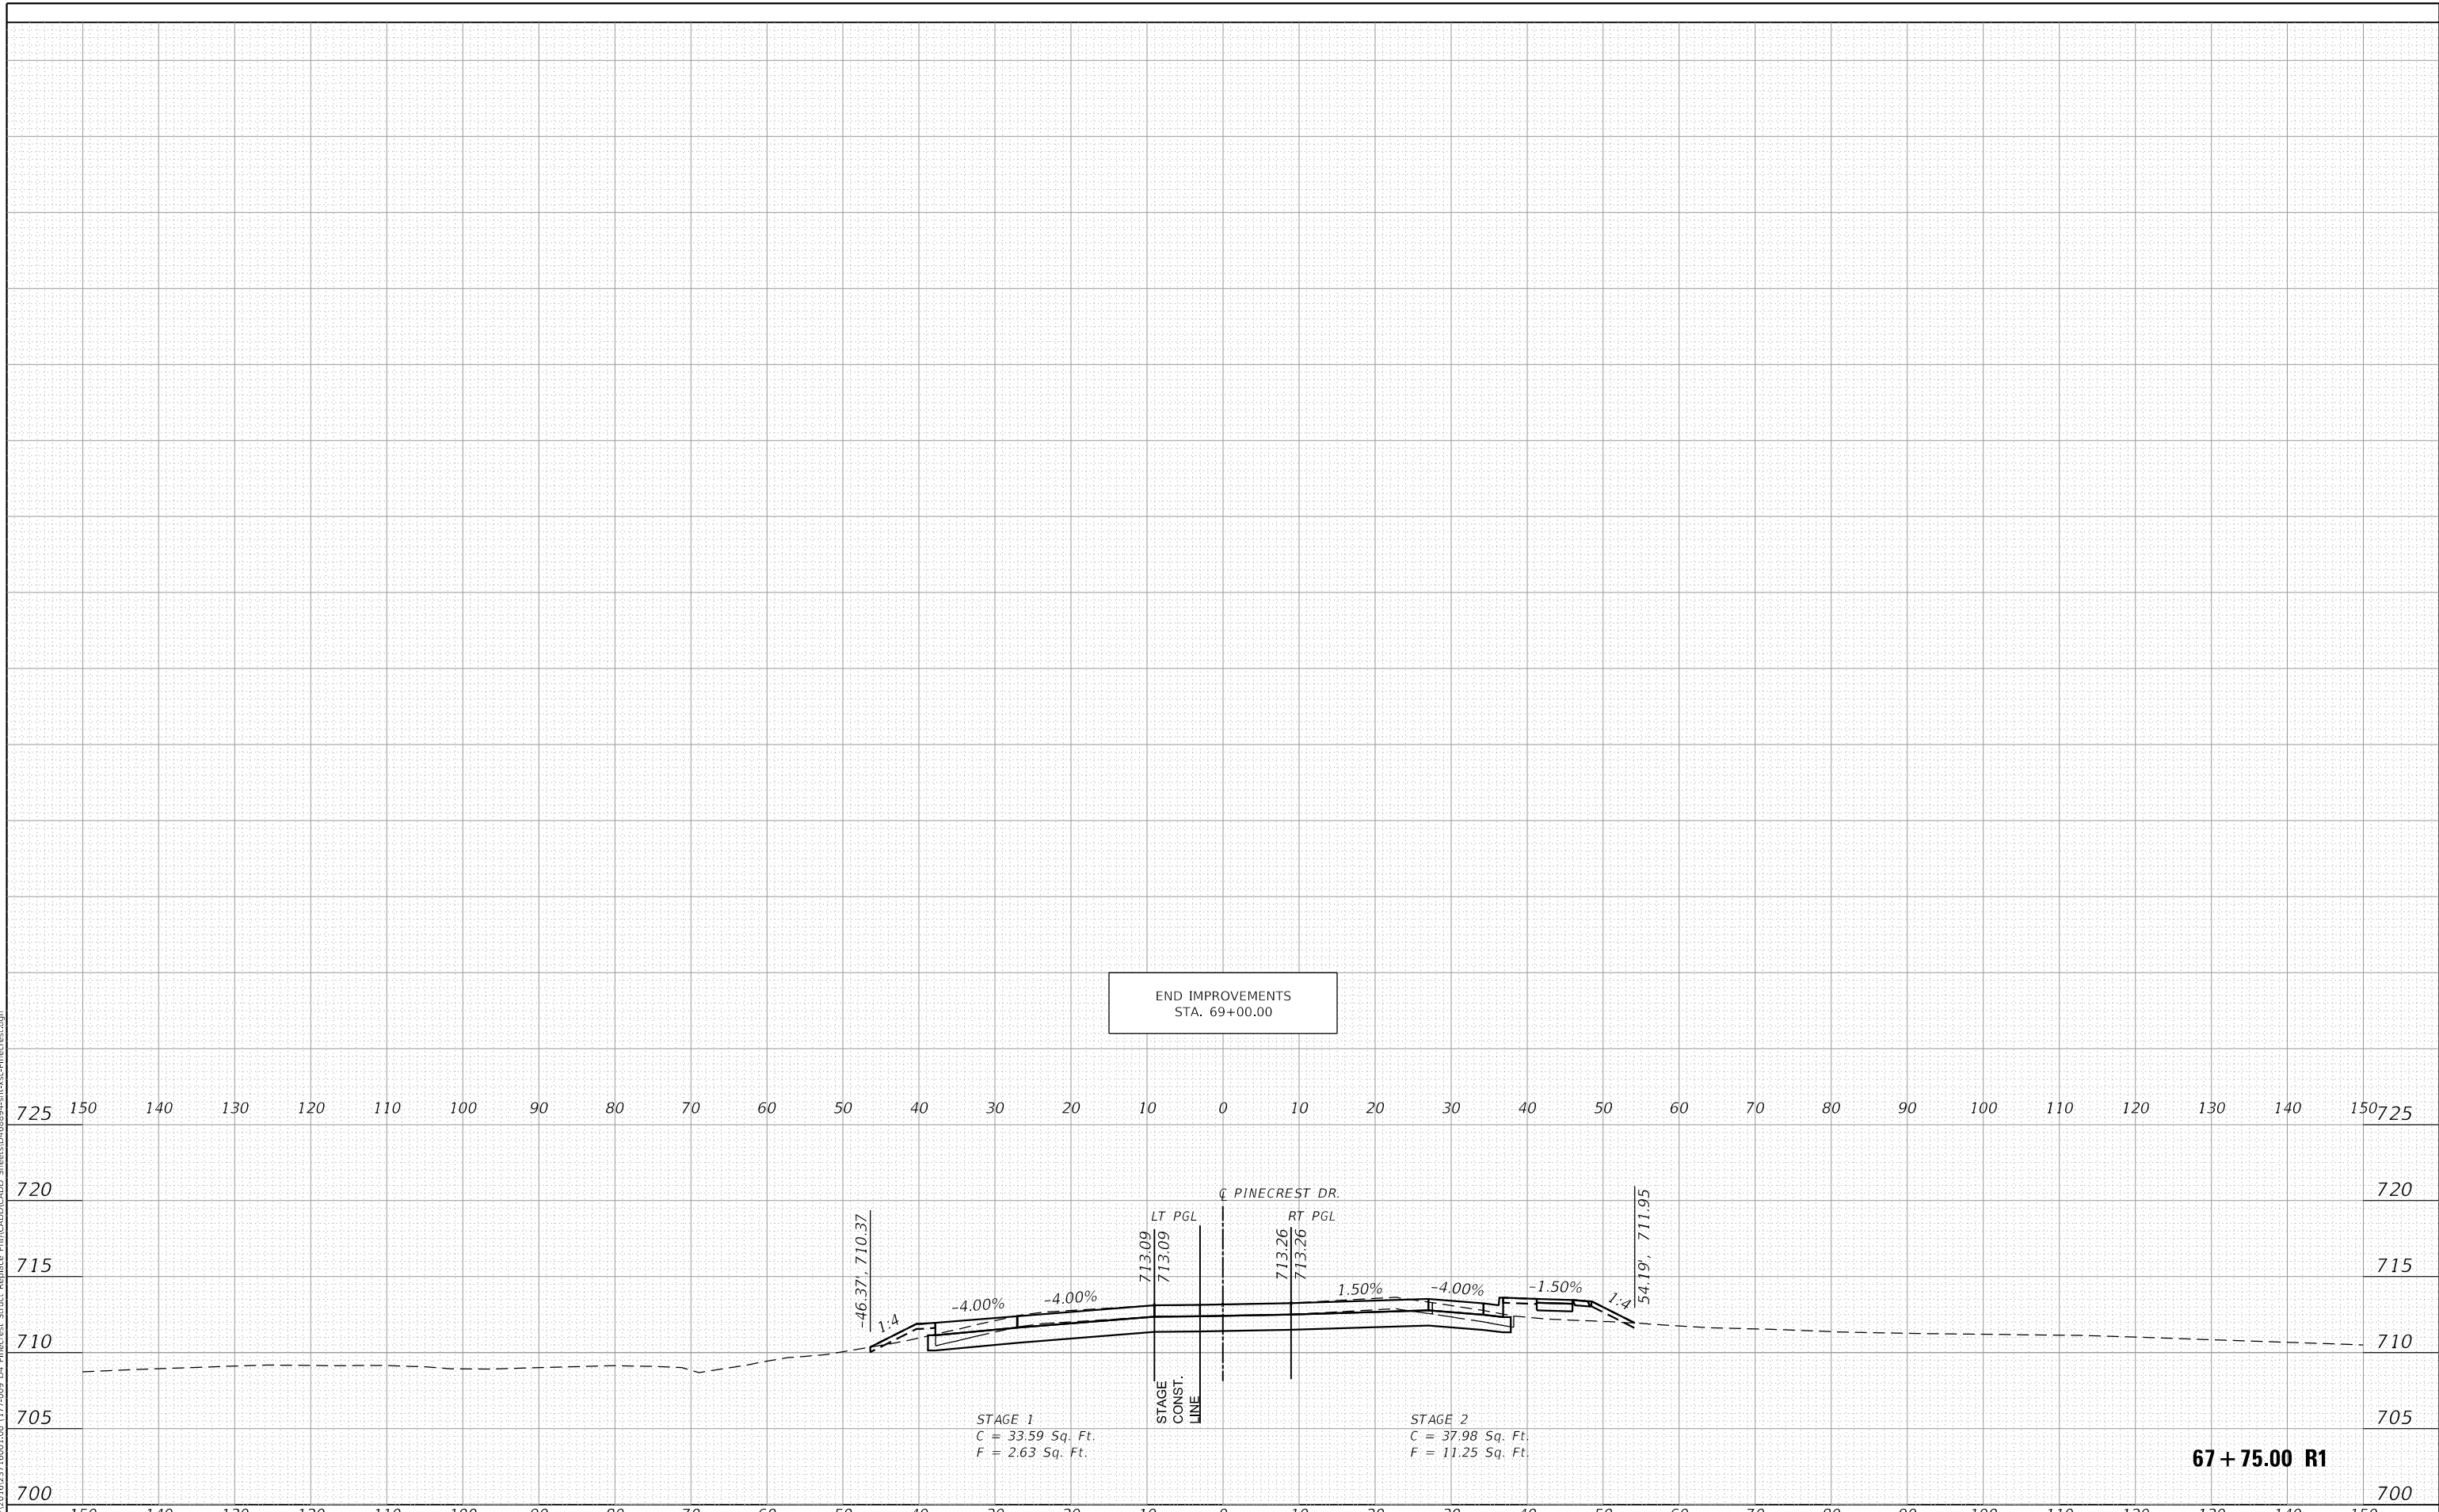 END IMPROVEMENTS
STA. 69+00.00
725 150 140 130 120 110 100 90 80 70 60 50 40 30 20 10 0 10 20 30 40 50 60 70 80 90 100 110 120 130 140 150 725
720 720
℄ PINECREST DR.
LT PGL RT PGL
-46.37', 710.37
713.09
713.09
713.26
713.26
54.19', 711.95
715 715
1:4 -4.00% -4.00% 1.50% -4.00% -1.50% 1:4
710 710
STAGE
CONST.
LINE
705 705
STAGE 1
C = 33.59 Sq. Ft.
F = 2.63 Sq. Ft.
STAGE 2
C = 37.98 Sq. Ft.
F = 11.25 Sq. Ft.
67+75.00 R1
700 700